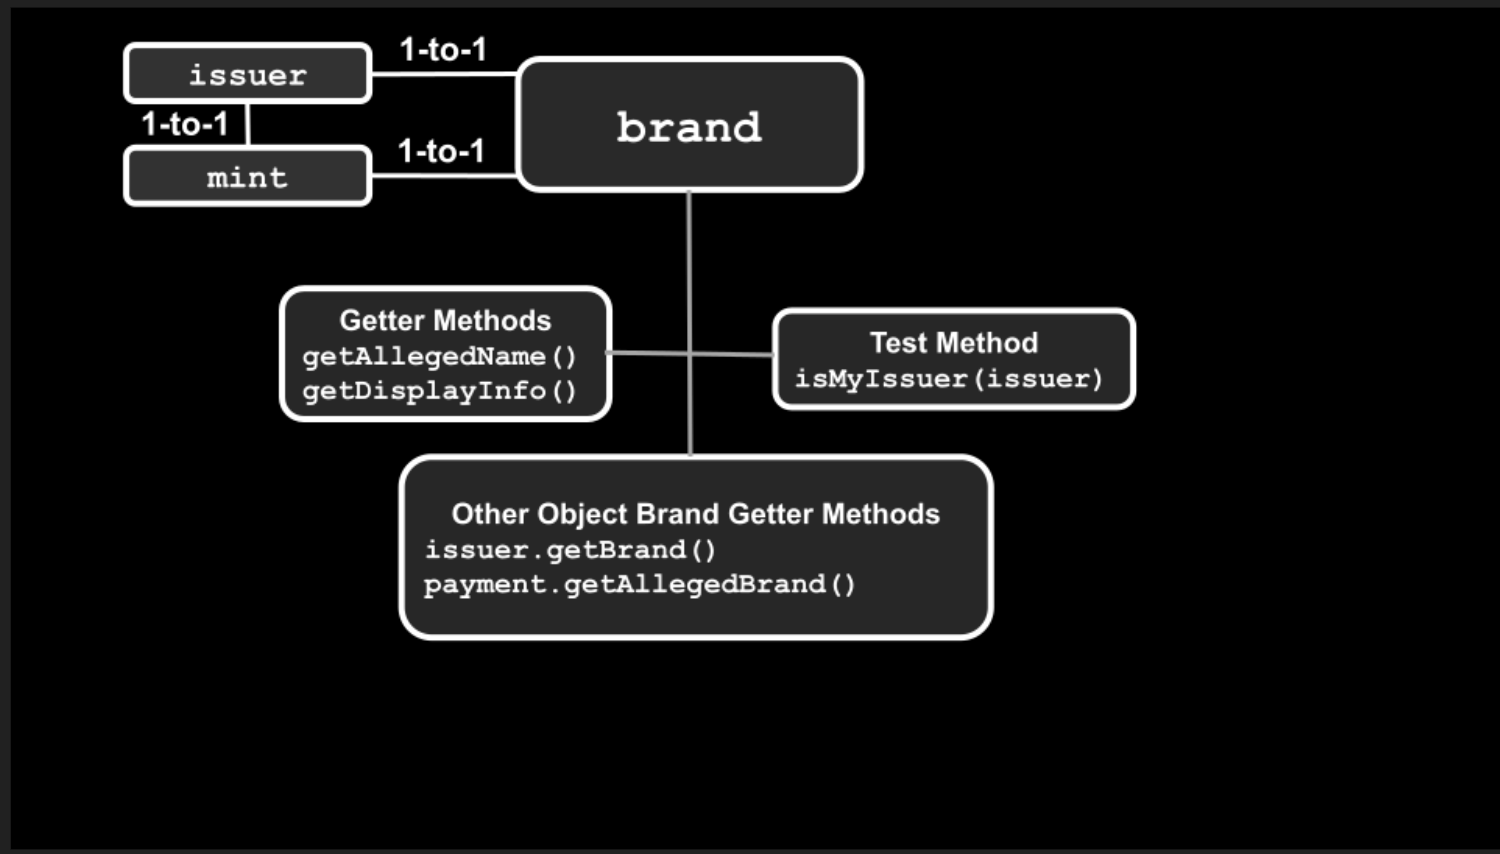 1-to-1
issuer
brand
1-to-1
1-to-1
mint
Getter Methods
getAllegedName()
getDisplayInfo()
Test Method
isMyIssuer(issuer)
Other Object Brand Getter Methods
issuer.getBrand()
payment.getAllegedBrand()